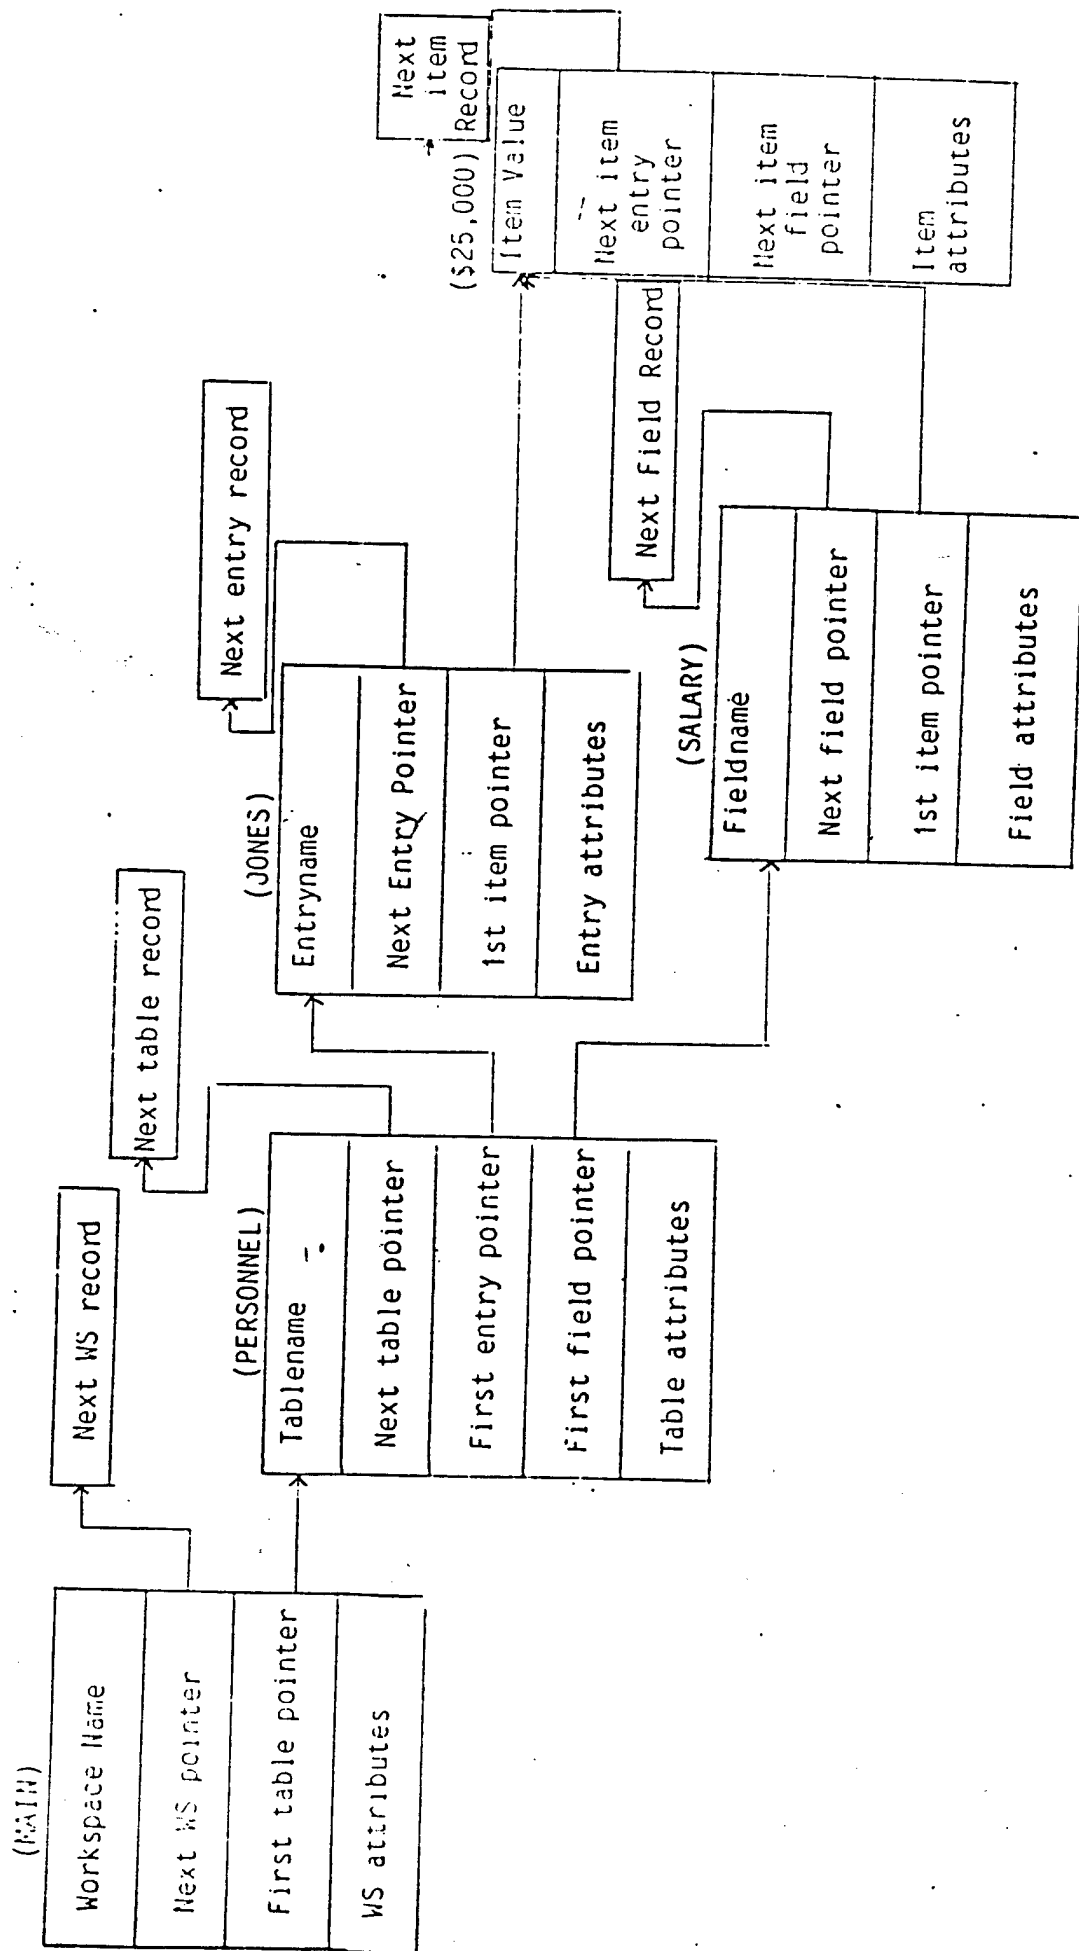 (MAIN)
Workspace Name
Next WS pointer
First table pointer
WS attributes
Next WS record
(PERSONNEL)
Tablename
Next table pointer
First entry pointer
First field pointer
Table attributes
Next table record
(JONES)
Entryname
Next Entry Pointer
1st item pointer
Entry attributes
Next entry record
(SALARY)
Fieldname
Next field pointer
1st item pointer
Field attributes
Next Field Record
($25,000)
Item Value
Next item
entry
pointer
Next item
field
pointer
Item
attributes
Next
item
Record